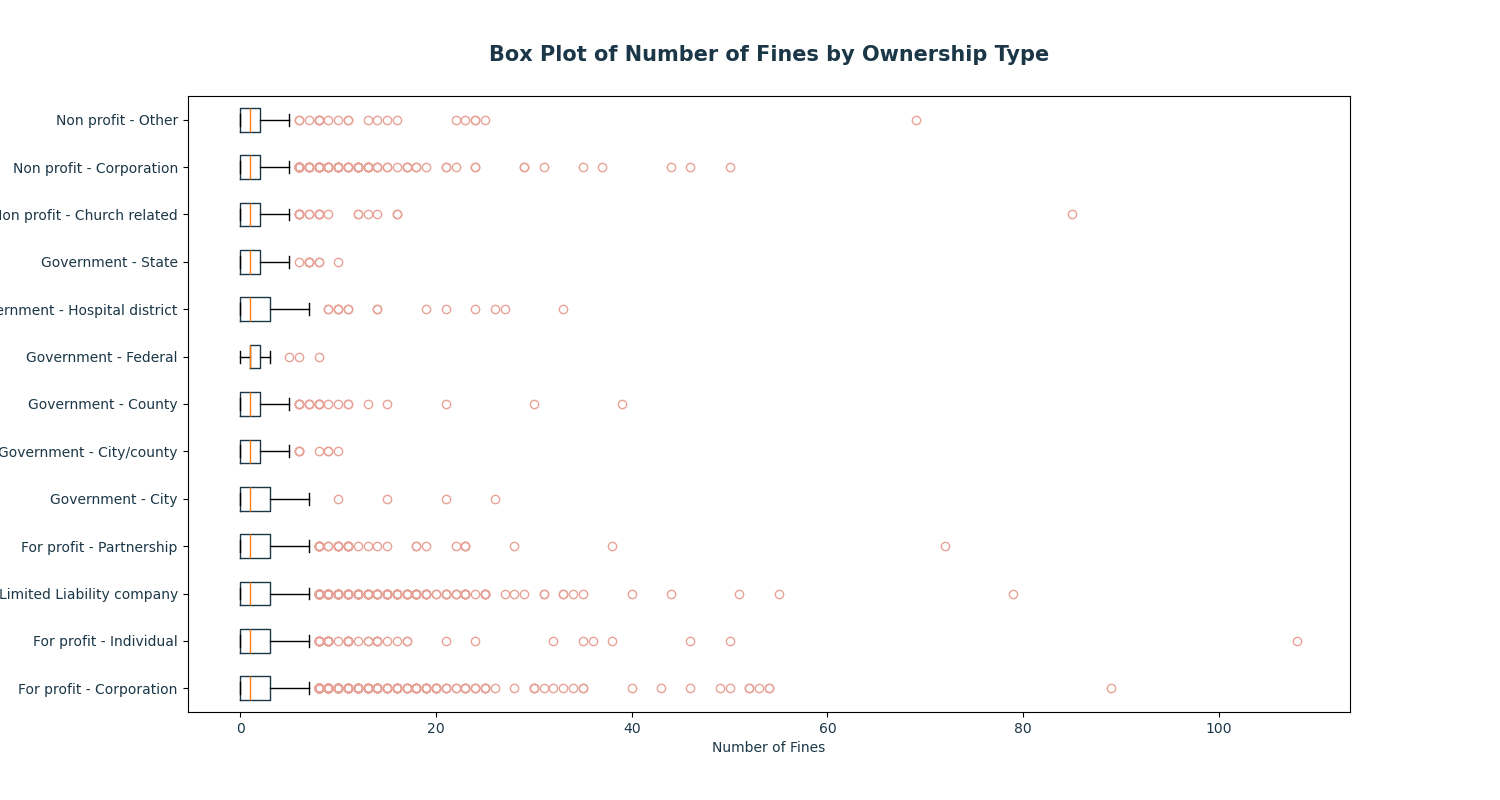 Box Plot of Number of Fines by Ownership Type
Non profit - Other
Non profit - Corporation
on profit - Church related
Government - State
ernment - Hospital district
Government - Federal
Government - County
Government - City/county
Government - City
For profit - Partnership
Limited Liability company
For profit - Individual
For profit - Corporation
0 20 40 60 80 100
Number of Fines